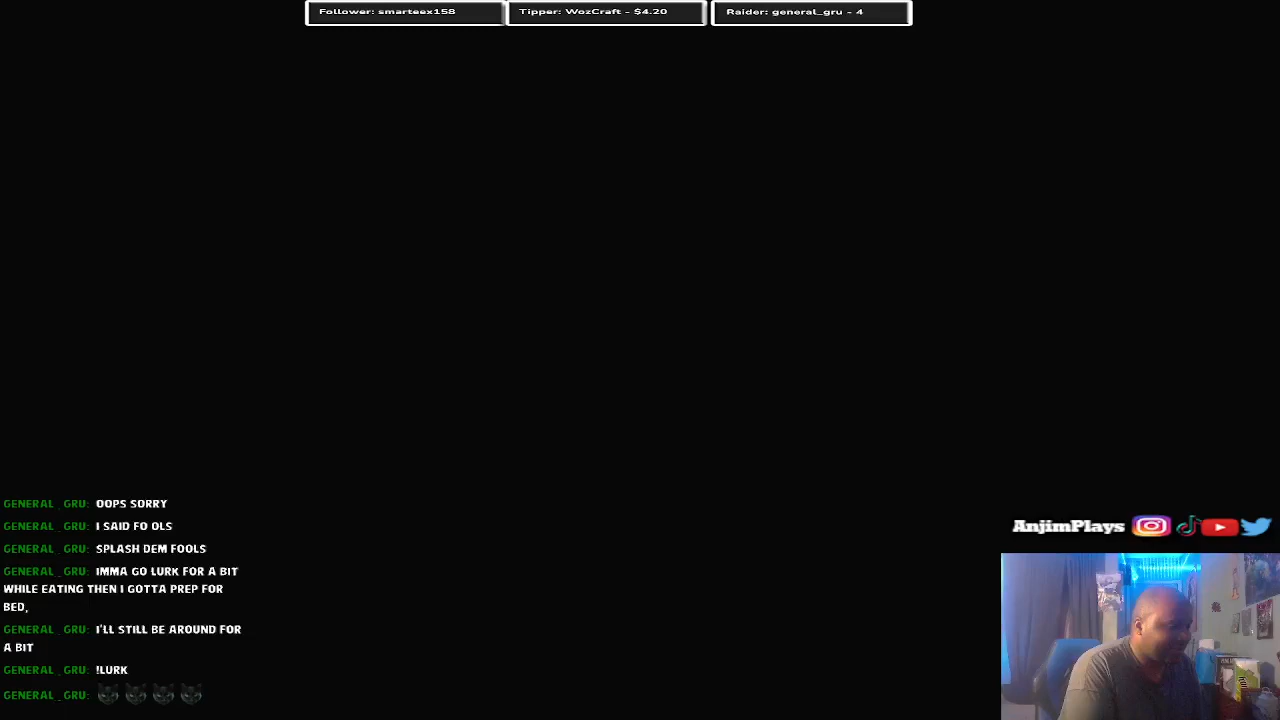 Follower: smarteex158
Tipper: WozCraft - $4.20
Raider: general_gru - 4
GENERAL_GRU: OOPS SORRY
GENERAL_GRU: I SAID FO OLS
GENERAL_GRU: SPLASH DEM FOOLS
GENERAL_GRU: IMMA GO LURK FOR A BIT
WHILE EATING THEN I GOTTA PREP FOR
BED,
GENERAL_GRU: I'LL STILL BE AROUND FOR
A BIT
GENERAL_GRU: !LURK
GENERAL_GRU:
AnjimPlays